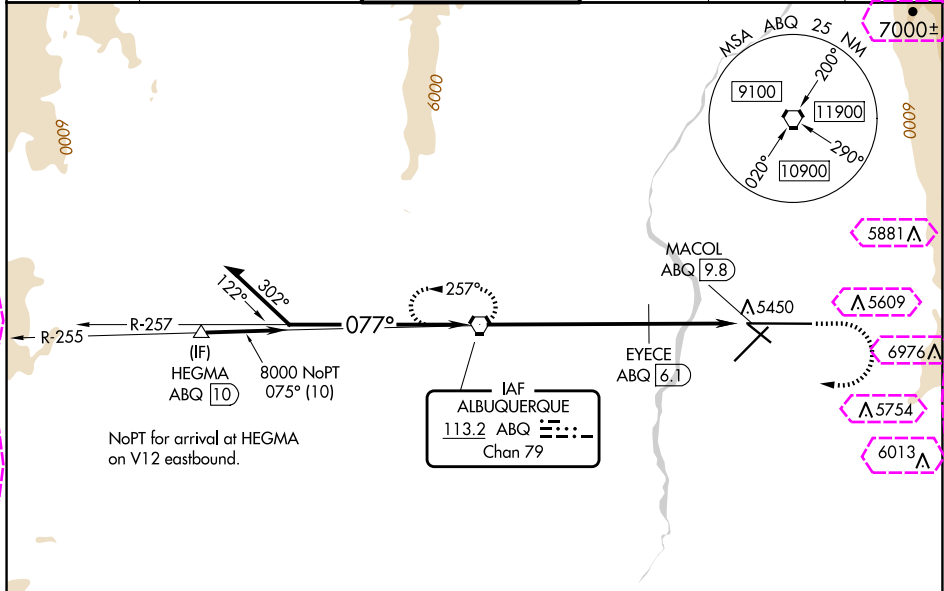 7000±
MSA ABQ 25 NM
200°
9100
11900
290°
020°
10900
6000
6000
6000
5881
MACOL
ABQ 9.8
5450
5609
302°
122°
257°
R-257
077°
R-255
(IF)
HEGMA
ABQ 10
8000 NoPT
075° (10)
EYECE
ABQ 6.1
6976
IAF
ALBUQUERQUE
113.2 ABQ
Chan 79
5754
NoPT for arrival at HEGMA
on V12 eastbound.
6013